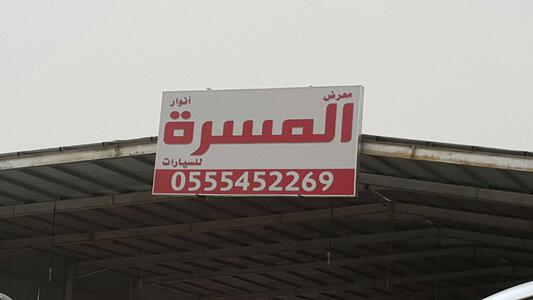 معرض أنوار
المسرة
للسيارات
0555452269